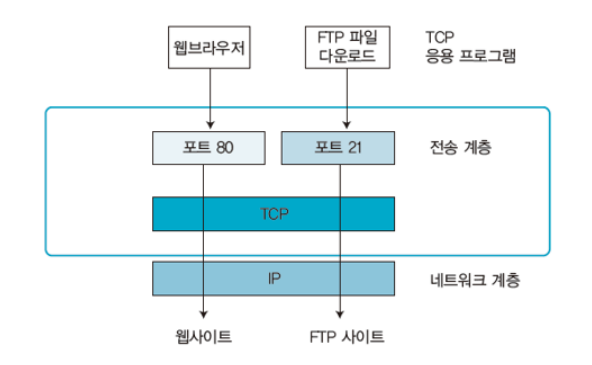 웹브라우저
FTP 파일
다운로드
TCP
응용 프로그램
포트 80
포트 21
전송 계층
TCP
IP
네트워크 계층
웹사이트
FTP 사이트